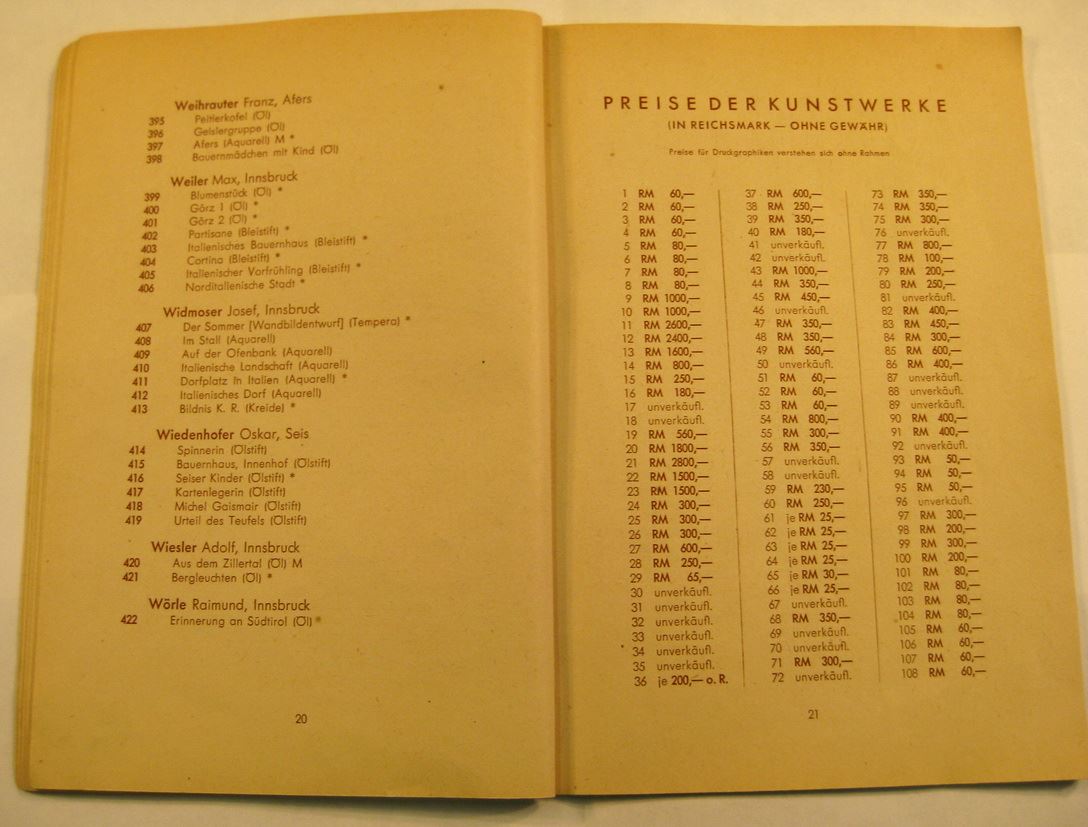 Weihrauter Franz, Afers
395 Peitlerkofel (Öl)
396 Geislergruppe (Öl)
397 Afers (Aquarell) M *
398 Bauernmädchen mit Kind (Öl)
Weiler Max, Innsbruck
399 Blumenstück (Öl) *
400 Görz 1 (Öl) *
401 Görz 2 (Öl) *
402 Partisane (Bleistift) *
403 Italienisches Bauernhaus (Bleistift) *
404 Cortina (Bleistift) *
405 Italienischer Vorfrühling (Bleistift) *
406 Norditalienische Stadt *
Widmoser Josef, Innsbruck
407 Der Sommer [Wandbildentwurf] (Tempera) *
408 Im Stall (Aquarell)
409 Auf der Ofenbank (Aquarell)
410 Italienische Landschaft (Aquarell)
411 Dorfplatz in Italien (Aquarell) *
412 Italienisches Dorf (Aquarell)
413 Bildnis K. R. (Kreide) *
Wiedenhofer Oskar, Seis
414 Spinnerin (Ölstift)
415 Bauernhaus, Innenhof (Ölstift)
416 Seiser Kinder (Ölstift) *
417 Kartenlegerin (Ölstift)
418 Michel Gaismair (Ölstift)
419 Urteil des Teufels (Ölstift)
Wiesler Adolf, Innsbruck
420 Aus dem Zillertal (Öl) M
421 Bergleuchten (Öl) *
Wörle Raimund, Innsbruck
422 Erinnerung an Südtirol (Öl) *
20
PREISE DER KUNSTWERKE
(IN REICHSMARK — OHNE GEWÄHR)
Preise für Druckgraphiken verstehen sich ohne Rahmen
1 RM 60,—
2 RM 60,—
3 RM 60,—
4 RM 60,—
5 RM 80,—
6 RM 80,—
7 RM 80,—
8 RM 80,—
9 RM 1000,—
10 RM 1000,—
11 RM 2600,—
12 RM 2400,—
13 RM 1600,—
14 RM 800,—
15 RM 250,—
16 RM 180,—
17 unverkäufl.
18 unverkäufl.
19 RM 560,—
20 RM 1800,—
21 RM 2800,—
22 RM 1500,—
23 RM 1500,—
24 RM 300,—
25 RM 300,—
26 RM 300,—
27 RM 600,—
28 RM 250,—
29 RM 65,—
30 unverkäufl.
31 unverkäufl.
32 unverkäufl.
33 unverkäufl.
34 unverkäufl.
35 unverkäufl.
36 je 200,— o. R.
37 RM 600,—
38 RM 250,—
39 RM 350,—
40 RM 180,—
41 unverkäufl.
42 unverkäufl.
43 RM 1000,—
44 RM 350,—
45 RM 450,—
46 unverkäufl.
47 RM 350,—
48 RM 350,—
49 RM 560,—
50 unverkäufl.
51 RM 60,—
52 RM 60,—
53 RM 60,—
54 RM 800,—
55 RM 300,—
56 RM 350,—
57 unverkäufl.
58 unverkäufl.
59 RM 230,—
60 RM 250,—
61 je RM 25,—
62 je RM 25,—
63 je RM 25,—
64 je RM 25,—
65 je RM 30,—
66 je RM 25,—
67 unverkäufl.
68 RM 350,—
69 unverkäufl.
70 unverkäufl.
71 RM 300,—
72 unverkäufl.
73 RM 350,—
74 RM 350,—
75 RM 300,—
76 unverkäufl.
77 RM 800,—
78 RM 100,—
79 RM 200,—
80 RM 250,—
81 unverkäufl.
82 RM 400,—
83 RM 450,—
84 RM 300,—
85 RM 600,—
86 RM 400,—
87 unverkäufl.
88 unverkäufl.
89 unverkäufl.
90 RM 400,—
91 RM 400,—
92 unverkäufl.
93 RM 50,—
94 RM 50,—
95 RM 50,—
96 unverkäufl.
97 RM 300,—
98 RM 200,—
99 RM 300,—
100 RM 200,—
101 RM 80,—
102 RM 80,—
103 RM 80,—
104 RM 80,—
105 RM 60,—
106 RM 60,—
107 RM 60,—
108 RM 60,—
21